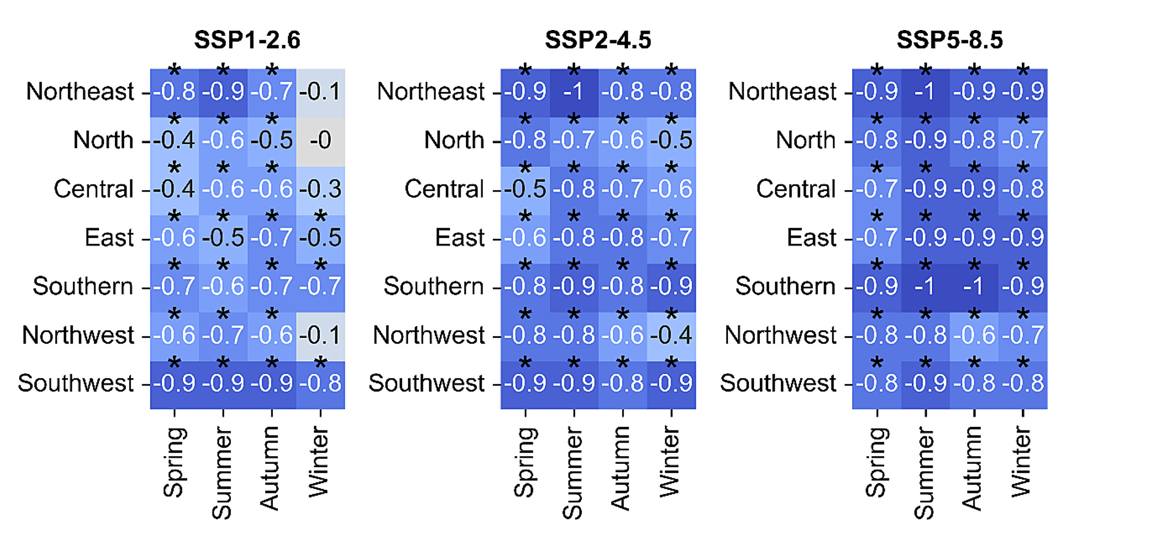 SSP1-2.6 SSP2-4.5 SSP5-8.5
* * * * * * * * * * *
Northeast -0.8 -0.9 -0.7 -0.1 Northeast -0.9 -1 -0.8 -0.8 Northeast -0.9 -1 -0.9 -0.9
* * * * * * * * * * *
North -0.4 -0.6 -0.5 -0 North -0.8 -0.7 -0.6 -0.5 North -0.8 -0.9 -0.8 -0.7
* * * * * * * * * * *
Central -0.4 -0.6 -0.6 -0.3 Central -0.5 -0.8 -0.7 -0.6 Central -0.7 -0.9 -0.9 -0.8
* * * * * * * * * * * *
East -0.6 -0.5 -0.7 -0.5 East -0.6 -0.8 -0.8 -0.7 East -0.7 -0.9 -0.9 -0.9
* * * * * * * * * * * *
Southern -0.7 -0.6 -0.7 -0.7 Southern -0.8 -0.9 -0.8 -0.9 Southern -0.9 -1 -1 -0.9
* * * * * * * * * * *
Northwest -0.6 -0.7 -0.6 -0.1 Northwest -0.8 -0.8 -0.6 -0.4 Northwest -0.8 -0.8 -0.6 -0.7
* * * * * * * * * * * *
Southwest -0.9 -0.9 -0.9 -0.8 Southwest -0.9 -0.9 -0.8 -0.9 Southwest -0.8 -0.9 -0.8 -0.8
Spring Summer Autumn Winter Spring Summer Autumn Winter Spring Summer Autumn Winter